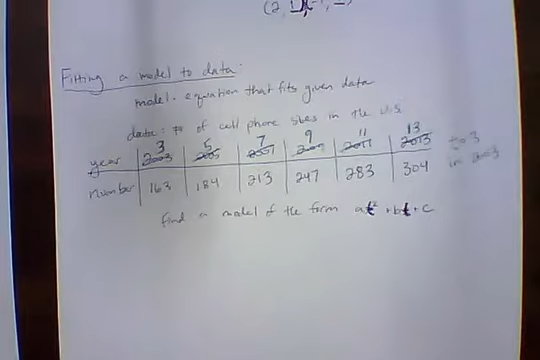 (2, 1
Fitting a model to data.
model - equation that fits given data
data: # of cell phone sites in the U.S
3 5 7 9 11 13
year 2003 2005 2007 2009 2011 2013 t=3
number 163 184 213 247 283 304 in 2003
Find a model of the form at² + bt + c